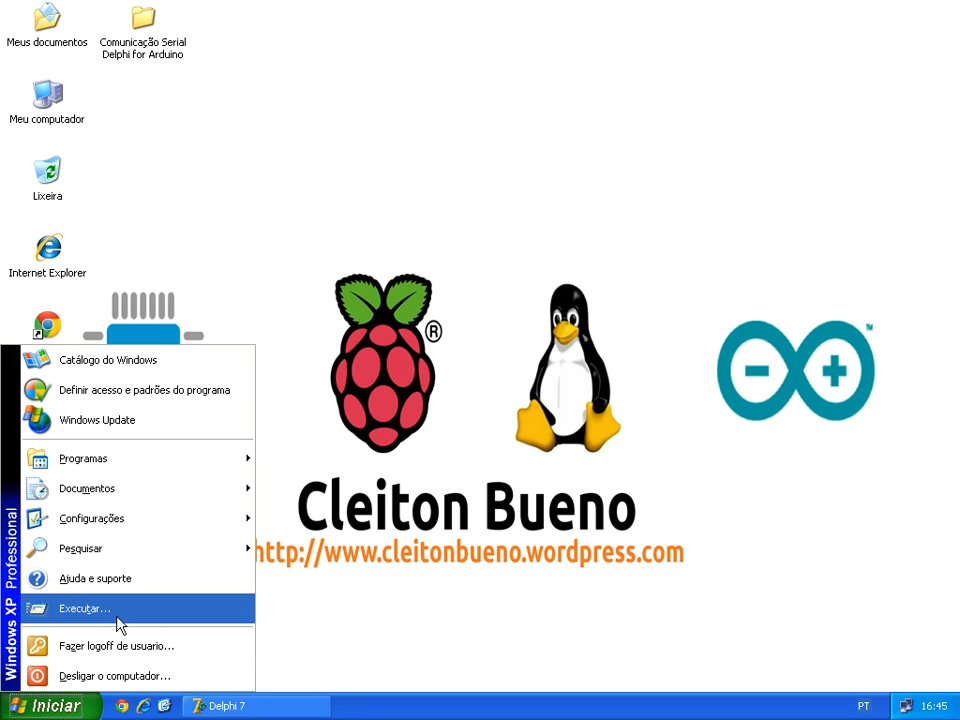 Meus documentos
Comunicação Serial
Delphi for Arduino
Meu computador
Lixeira
Internet Explorer
®
™
Catálogo do Windows
Definir acesso e padrões do programa
Windows Update
Programas
Documentos
Configurações
Pesquisar
Ajuda e suporte
Executar...
Fazer logoff de usuario...
Desligar o computador...
Windows XP Professional
Cleiton Bueno
http://www.cleitonbueno.wordpress.com
Iniciar
Delphi 7
PT
16:45